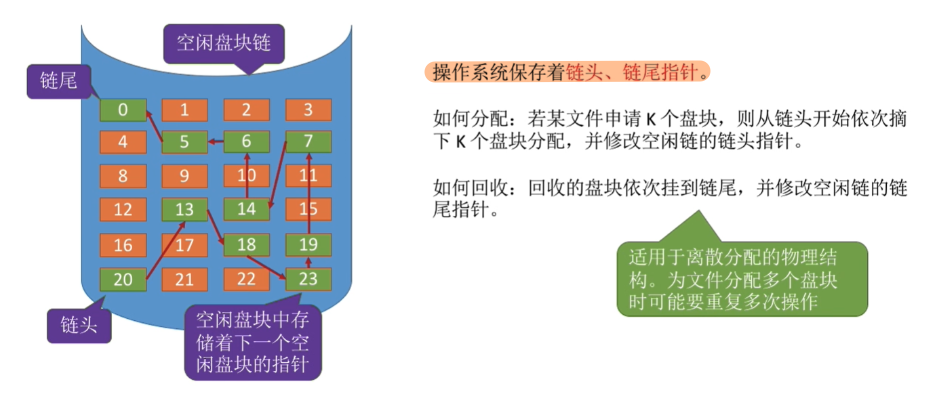 空闲盘块链
链尾
0 1 2 3
4 5 6 7
8 9 10 11
12 13 14 15
16 17 18 19
20 21 22 23
链头
空闲盘块中存
储着下一个空
闲盘块的指针
操作系统保存着链头、链尾指针。
如何分配：若某文件申请 K 个盘块，则从链头开始依次摘
下 K 个盘块分配，并修改空闲链的链头指针。
如何回收：回收的盘块依次挂到链尾，并修改空闲链的链
尾指针。
适用于离散分配的物理结
构。为文件分配多个盘块
时可能要重复多次操作